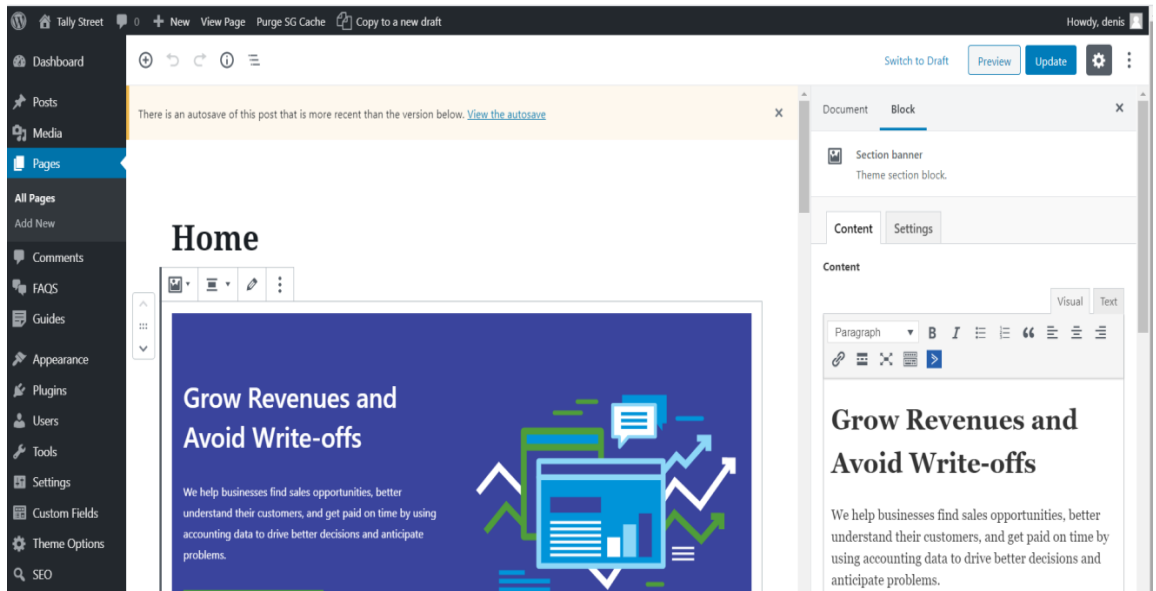 Tally Street 0 New View Page Purge SG Cache Copy to a new draft Howdy, denis
Dashboard
Posts
Media
Pages
All Pages
Add New
Comments
FAQS
Guides
Appearance
Plugins
Users
Tools
Settings
Custom Fields
Theme Options
SEO
Switch to Draft Preview Update
There is an autosave of this post that is more recent than the version below. View the autosave
Home
Grow Revenues and
Avoid Write-offs
We help businesses find sales opportunities, better
understand their customers, and get paid on time by using
accounting data to drive better decisions and anticipate
problems.
Document Block
Section banner
Theme section block.
Content Settings
Content
Visual Text
Paragraph B I
Grow Revenues and
Avoid Write-offs
We help businesses find sales opportunities, better
understand their customers, and get paid on time by
using accounting data to drive better decisions and
anticipate problems.